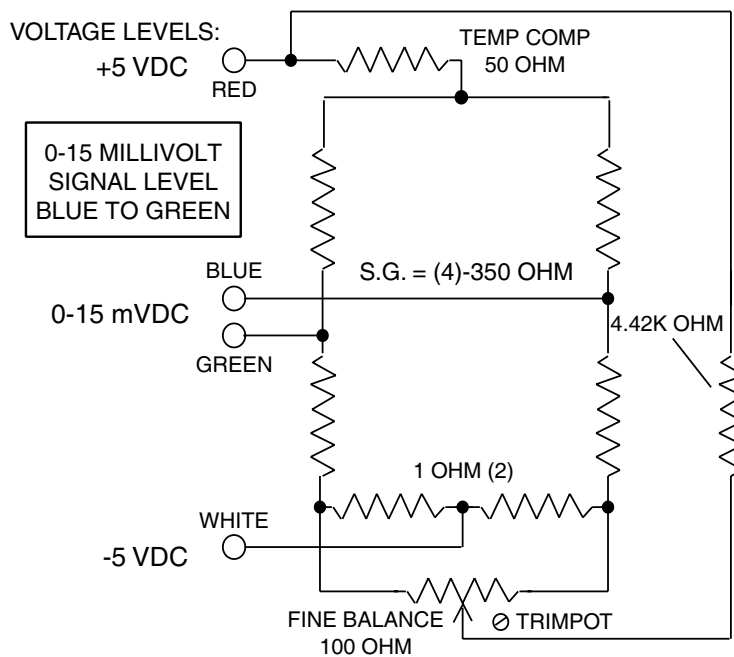 VOLTAGE LEVELS:
+5 VDC
RED
TEMP COMP
50 OHM
0-15 MILLIVOLT
SIGNAL LEVEL
BLUE TO GREEN
BLUE
S.G. = (4)-350 OHM
0-15 mVDC
GREEN
4.42K OHM
1 OHM (2)
WHITE
-5 VDC
FINE BALANCE
100 OHM
TRIMPOT